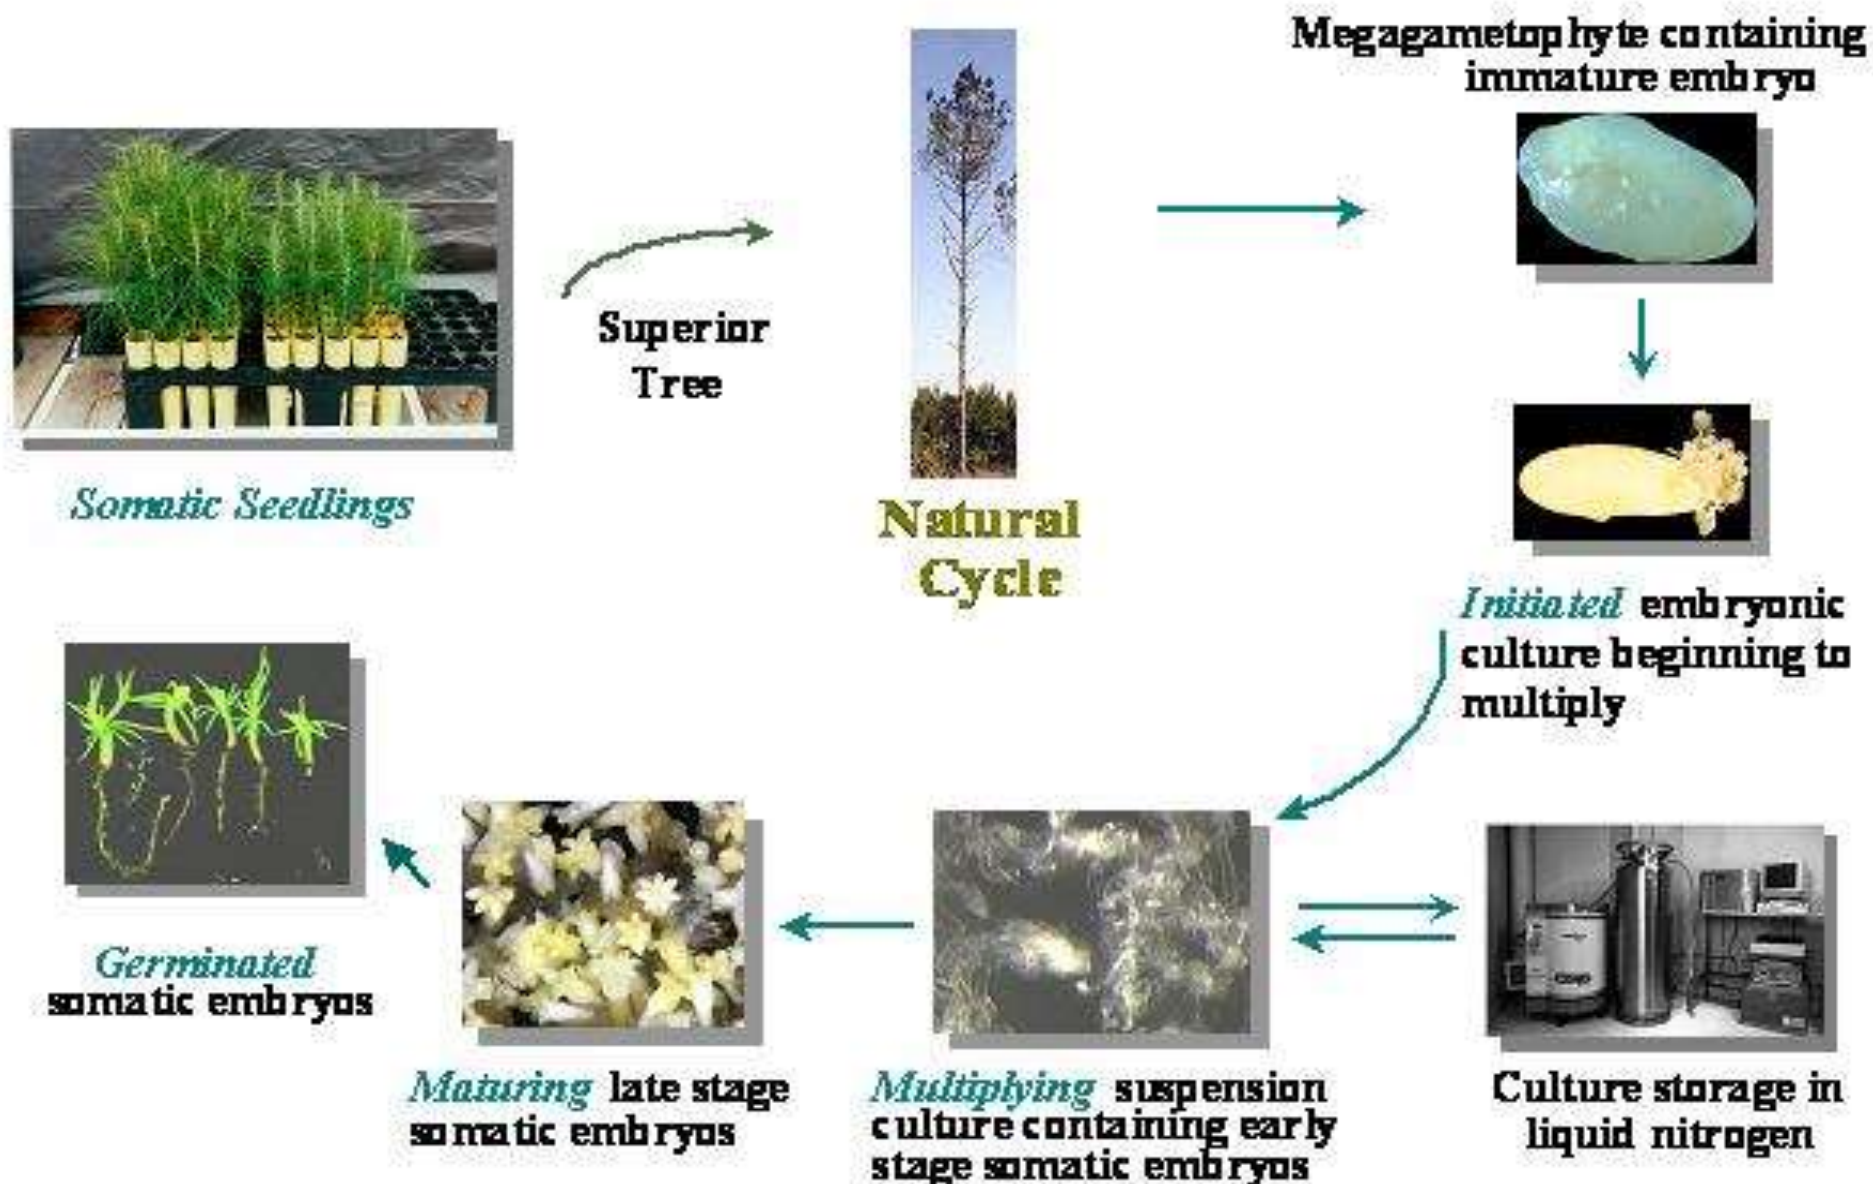 Megagametophyte containing
immature embryo
Superior
Tree
Somatic Seedlings
Natural
Cycle
Initiated embryonic
culture beginning to
multiply
Germinated
somatic embryos
Maturing late stage
somatic embryos
Multiplying suspension
culture containing early
stage somatic embryos
Culture storage in
liquid nitrogen